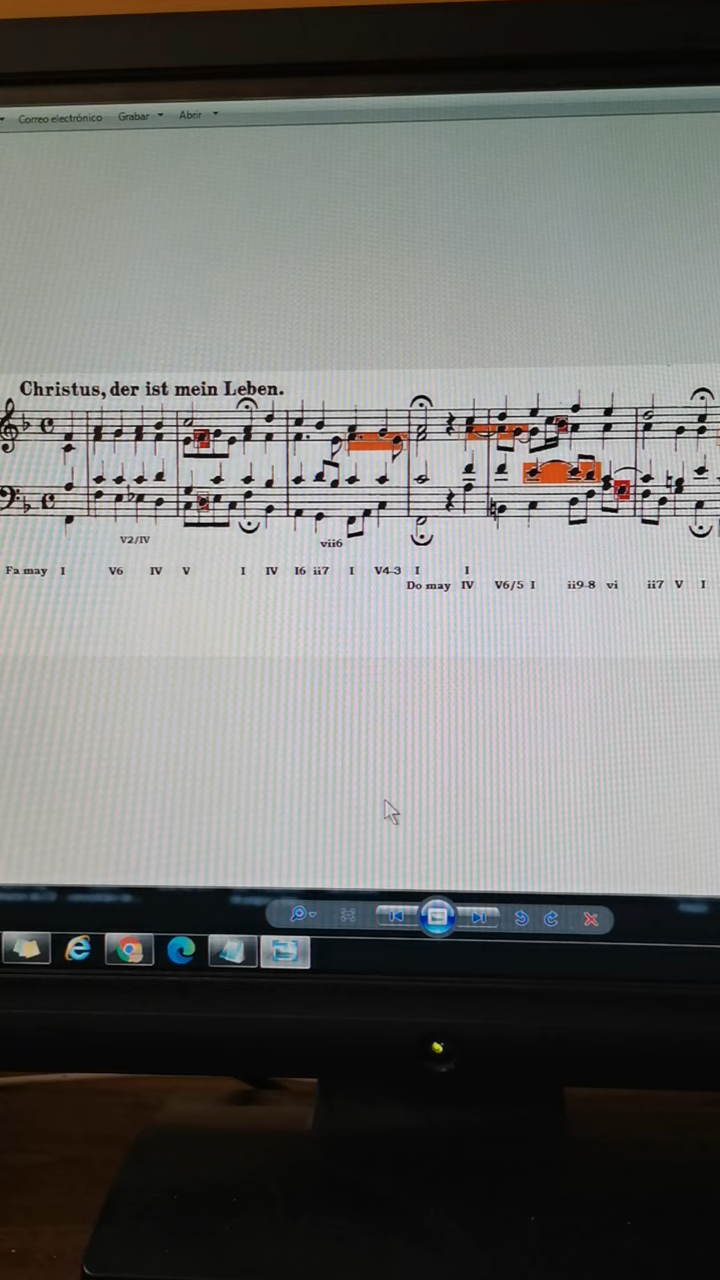 Correo electrónico Grabar Abrir
Christus, der ist mein Leben.
V2/IV vii6
Fa may I V6 IV V I IV I6 ii7 I V4-3 I I
Do may IV V6/5 I ii9-8 vi ii7 V I